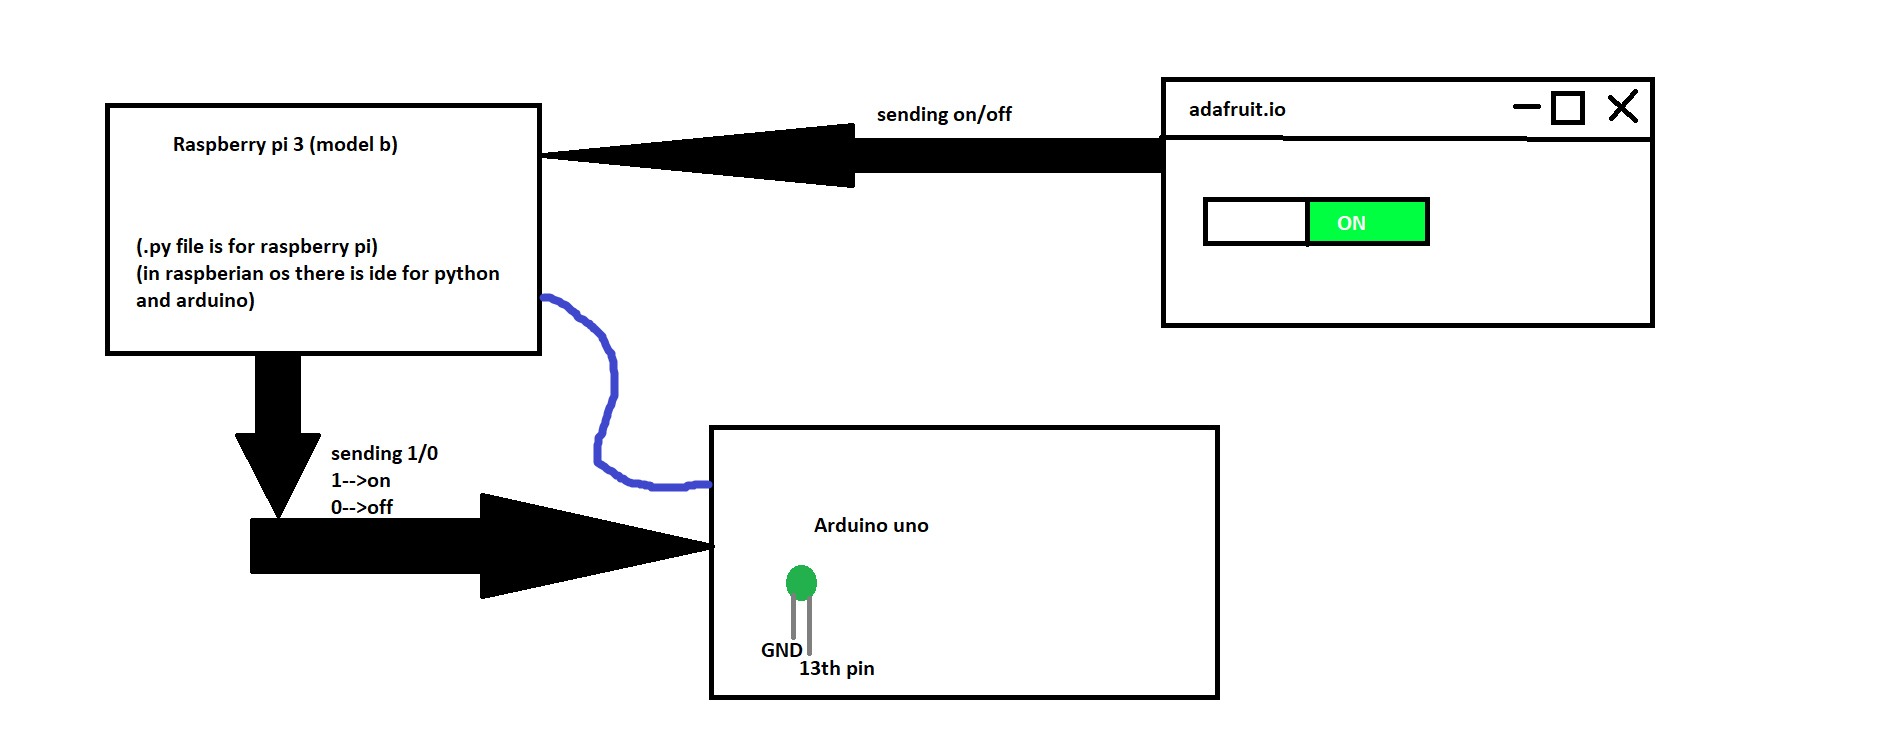 Raspberry pi 3 (model b)
(.py file is for raspberry pi)
(in raspberian os there is ide for python
and arduino)
sending on/off
adafruit.io
ON
sending 1/0
1-->on
0-->off
Arduino uno
GND
13th pin